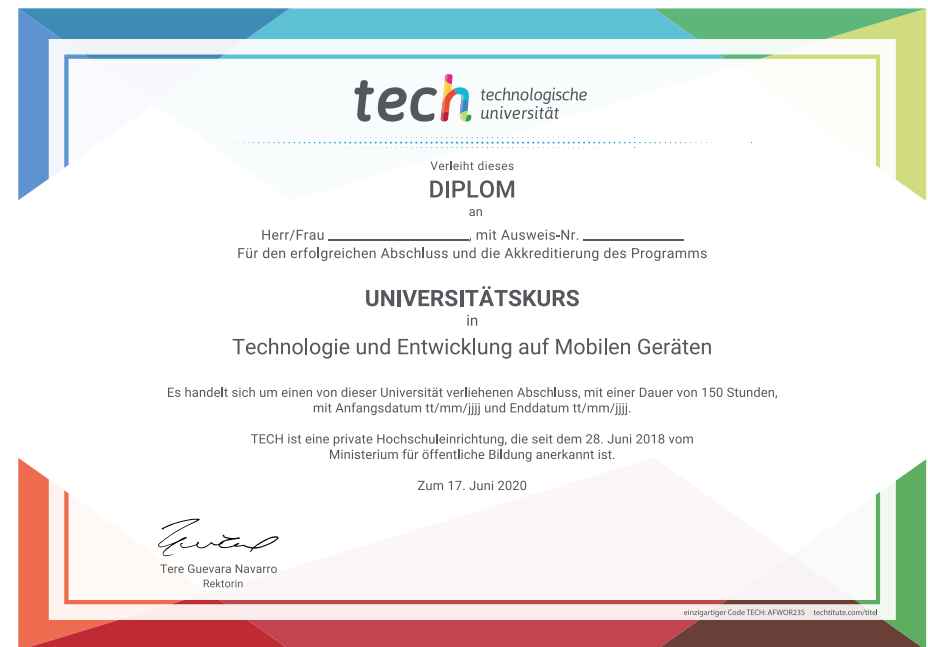 tech technologische
universität
Verleiht dieses
DIPLOM
an
Herr/Frau ____________________, mit Ausweis-Nr. ______________
Für den erfolgreichen Abschluss und die Akkreditierung des Programms
UNIVERSITÄTSKURS
in
Technologie und Entwicklung auf Mobilen Geräten
Es handelt sich um einen von dieser Universität verliehenen Abschluss, mit einer Dauer von 150 Stunden,
mit Anfangsdatum tt/mm/jjjj und Enddatum tt/mm/jjjj.
TECH ist eine private Hochschuleinrichtung, die seit dem 28. Juni 2018 vom
Ministerium für öffentliche Bildung anerkannt ist.
Zum 17. Juni 2020
Tere Guevara Navarro
Rektorin
einzigartiger Code TECH: AFWOR23S techtitute.com/titel